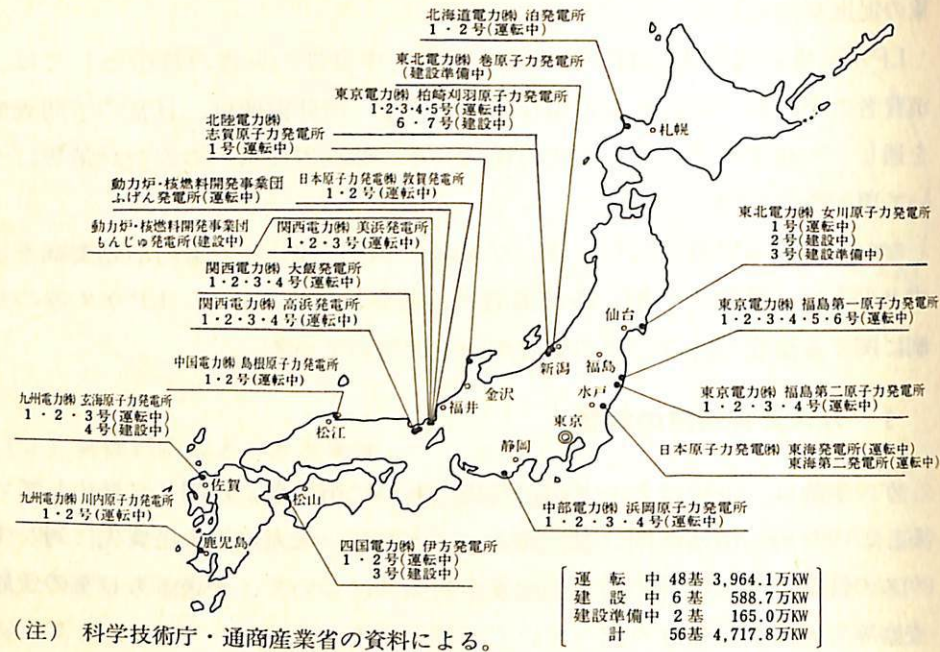 北海道電力㈱ 泊発電所
1・2号(運転中)
東北電力㈱ 巻原子力発電所
(建設準備中)
東京電力㈱ 柏崎刈羽原子力発電所
1・2・3・4・5号(運転中)
6・7号(建設中)
北陸電力㈱
志賀原子力発電所
1号(運転中)
動力炉・核燃料開発事業団
ふげん発電所(運転中)
日本原子力発電㈱ 敦賀発電所
1・2号(運転中)
動力炉・核燃料開発事業団
もんじゅ発電所(建設中)
関西電力㈱ 美浜発電所
1・2・3号(運転中)
関西電力㈱ 大飯発電所
1・2・3・4号(運転中)
関西電力㈱ 高浜発電所
1・2・3・4号(運転中)
中国電力㈱ 島根原子力発電所
1・2号(運転中)
九州電力㈱ 玄海原子力発電所
1・2・3号(運転中)
4号(建設中)
九州電力㈱ 川内原子力発電所
1・2号(運転中)
四国電力㈱ 伊方発電所
1・2号(運転中)
3号(建設中)
中部電力㈱ 浜岡原子力発電所
1・2・3・4号(運転中)
日本原子力発電㈱ 東海発電所(運転中)
東海第二発電所(運転中)
東京電力㈱ 福島第二原子力発電所
1・2・3・4号(運転中)
東京電力㈱ 福島第一原子力発電所
1・2・3・4・5・6号(運転中)
東北電力㈱ 女川原子力発電所
1号(運転中)
2号(建設中)
3号(建設準備中)
札幌
仙台
新潟
福島
水戸
東京
金沢
福井
静岡
松江
松山
佐賀
鹿児島
運転中 48基 3,964.1万KW
建設中 6基 588.7万KW
建設準備中 2基 165.0万KW
計 56基 4,717.8万KW
(注) 科学技術庁・通商産業省の資料による。